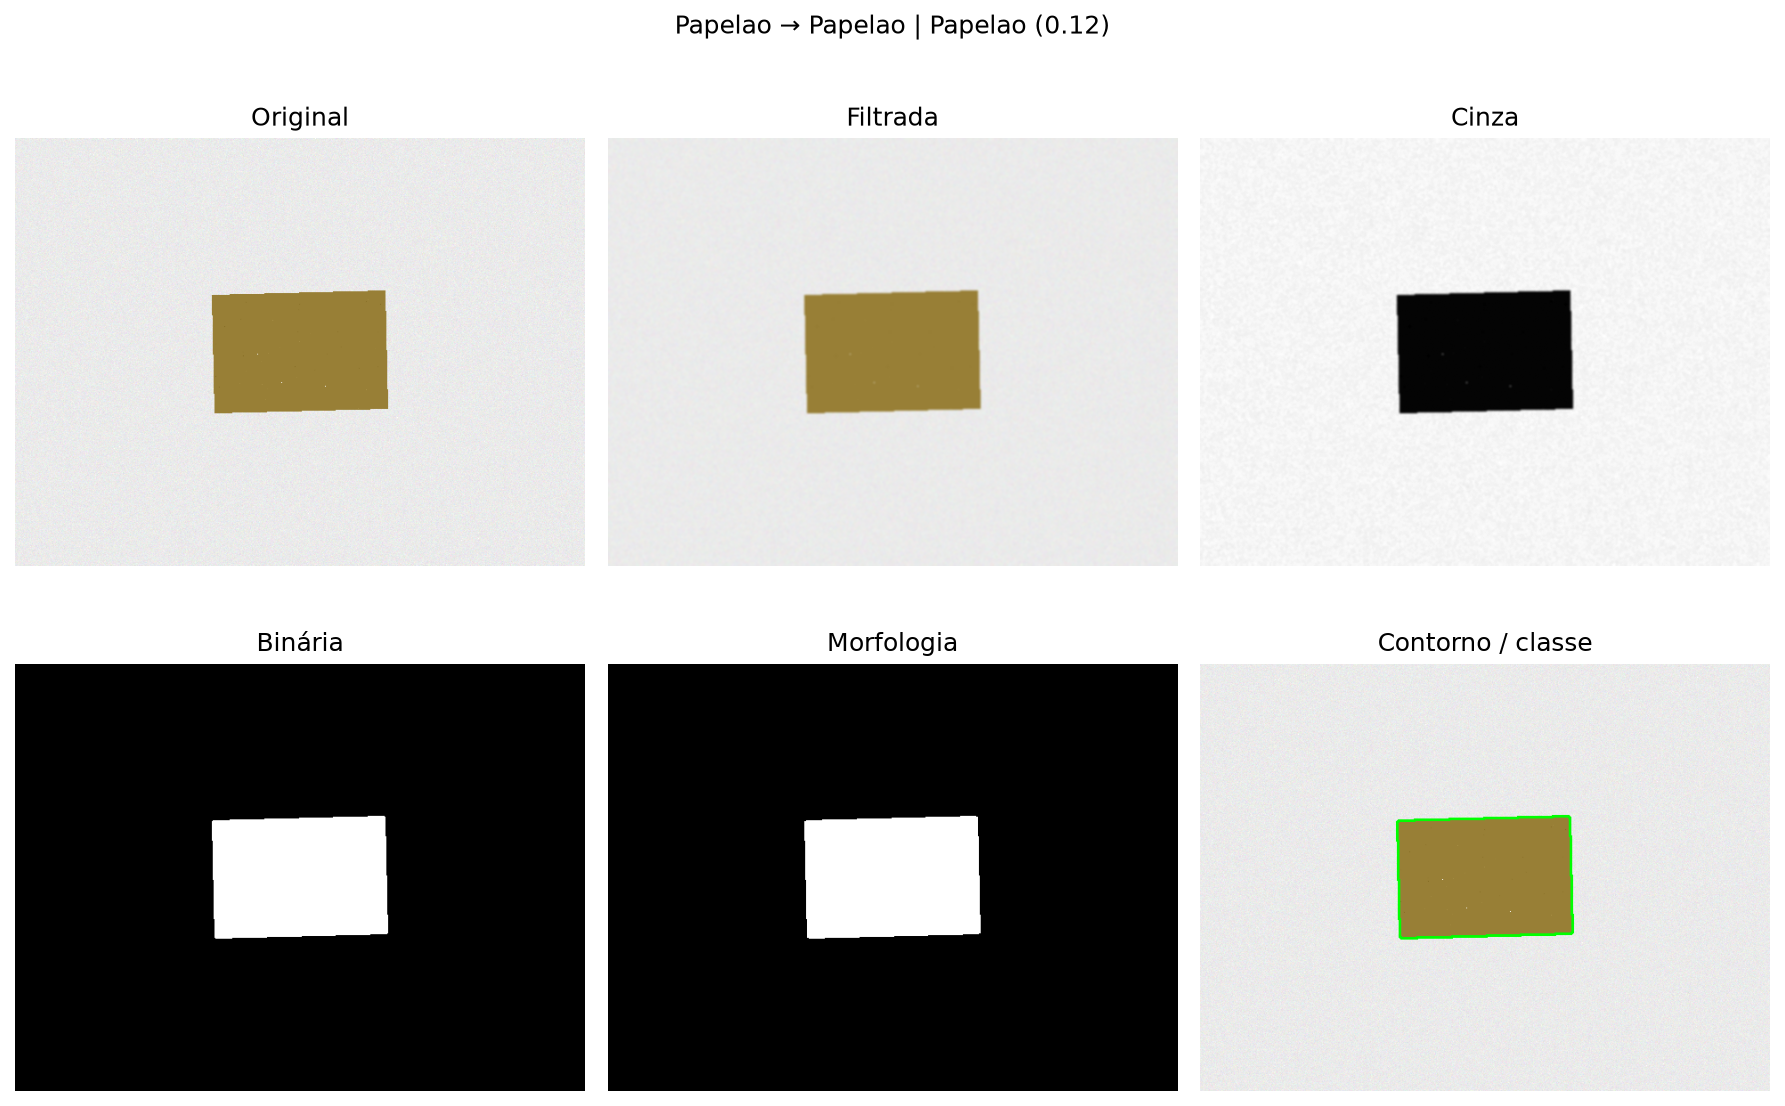 Papelao → Papelao | Papelao (0.12)
Original
Filtrada
Cinza
Binária
Morfologia
Contorno / classe